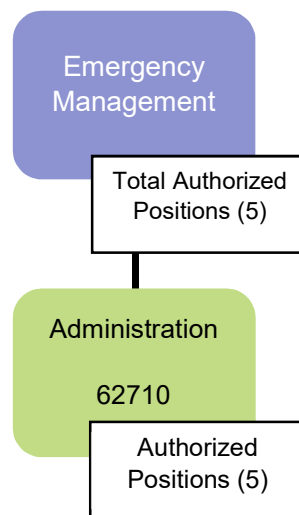 Emergency
Management
Total Authorized
Positions (5)
Administration
62710
Authorized
Positions (5)